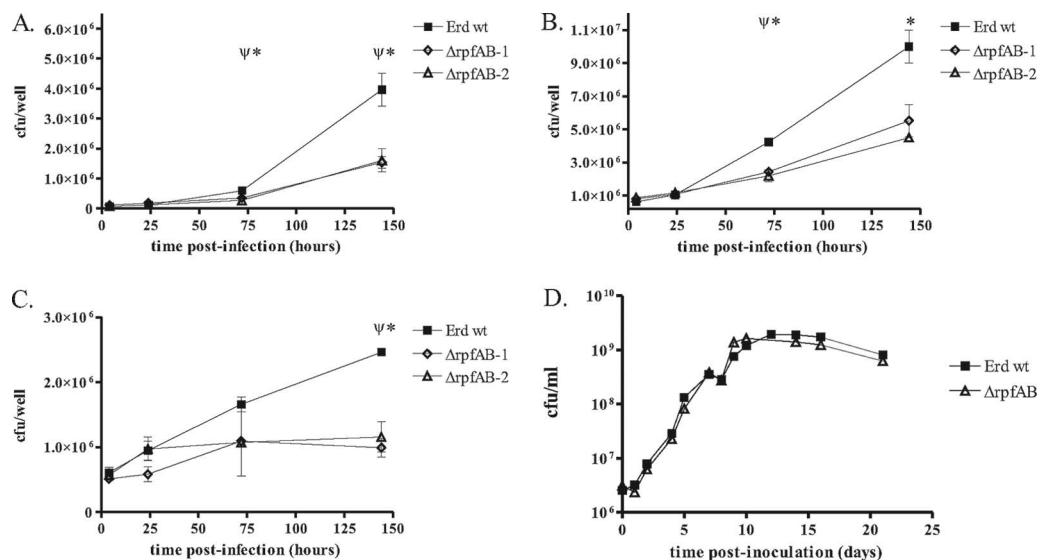 A.
6.0×10⁶
5.0×10⁶
4.0×10⁶
3.0×10⁶
2.0×10⁶
1.0×10⁶
0
cfu/well
0 25 50 75 100 125 150
time post-infection (hours)
ψ* ψ*
Erd wt
ΔrpfAB-1
ΔrpfAB-2
B.
1.1×10⁷
9.0×10⁶
7.0×10⁶
5.0×10⁶
3.0×10⁶
1.0×10⁶
cfu/well
0 25 50 75 100 125 150
time post-infection (hours)
ψ* *
Erd wt
ΔrpfAB-1
ΔrpfAB-2
C.
3.0×10⁶
2.0×10⁶
1.0×10⁶
0
cfu/well
0 25 50 75 100 125 150
time post-infection (hours)
ψ*
Erd wt
ΔrpfAB-1
ΔrpfAB-2
D.
10¹⁰
10⁹
10⁸
10⁷
10⁶
cfu/ml
0 5 10 15 20 25
time post-inoculation (days)
Erd wt
ΔrpfAB